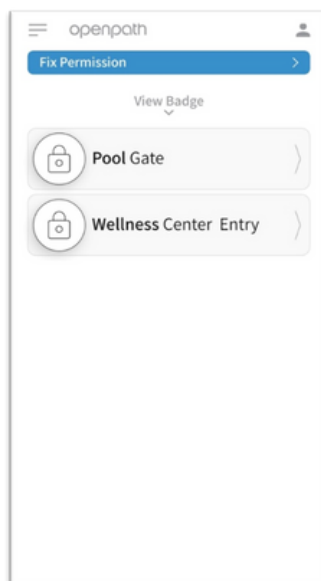 openpath
Fix Permission
View Badge
Pool Gate
Wellness Center Entry